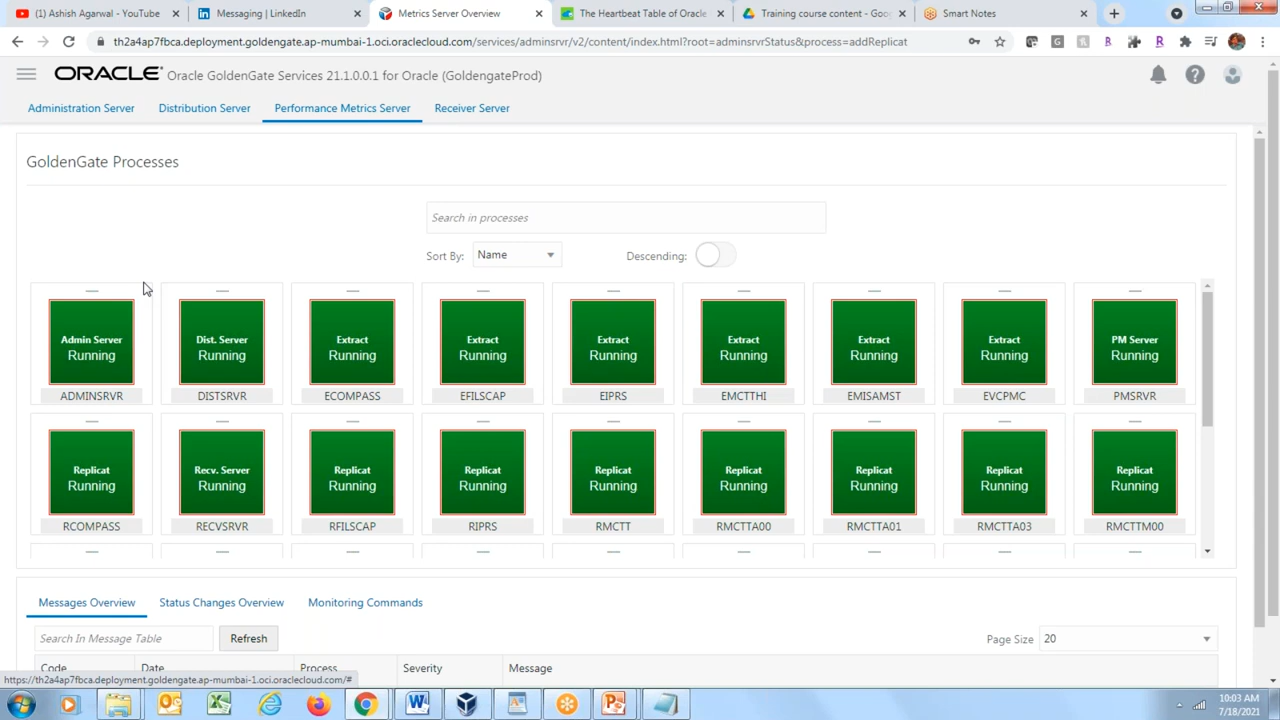 (1) Ashish Agarwal - YouTube
Messaging | LinkedIn
Metrics Server Overview
The Heartbeat Table of Oracle
Training course content - Goo
Smart Notes
th2a4ap7fbca.deployment.goldengate.ap-mumbai-1.oci.oraclecloud.com/services/adminsrvr/v2/content/index.html?root=adminsrvrStatus&process=addReplicat
ORACLE Oracle GoldenGate Services 21.1.0.0.1 for Oracle (GoldengateProd)
Administration Server
Distribution Server
Performance Metrics Server
Receiver Server
GoldenGate Processes
Search in processes
Sort By: Name
Descending:
Admin Server
Running
ADMINSRVR
Dist. Server
Running
DISTSRVR
Extract
Running
ECOMPASS
Extract
Running
EFILSCAP
Extract
Running
EIPRS
Extract
Running
EMCTTHI
Extract
Running
EMISAMST
Extract
Running
EVCPMC
PM Server
Running
PMSRVR
Replicat
Running
RCOMPASS
Recv. Server
Running
RECVSRVR
Replicat
Running
RFILSCAP
Replicat
Running
RIPRS
Replicat
Running
RMCTT
Replicat
Running
RMCTTA00
Replicat
Running
RMCTTA01
Replicat
Running
RMCTTA03
Replicat
Running
RMCTTM00
Messages Overview
Status Changes Overview
Monitoring Commands
Search In Message Table
Refresh
Page Size 20
Code
Date
Process
Severity
Message
https://th2a4ap7fbca.deployment.goldengate.ap-mumbai-1.oci.oraclecloud.com/#
10:03 AM
7/18/2021